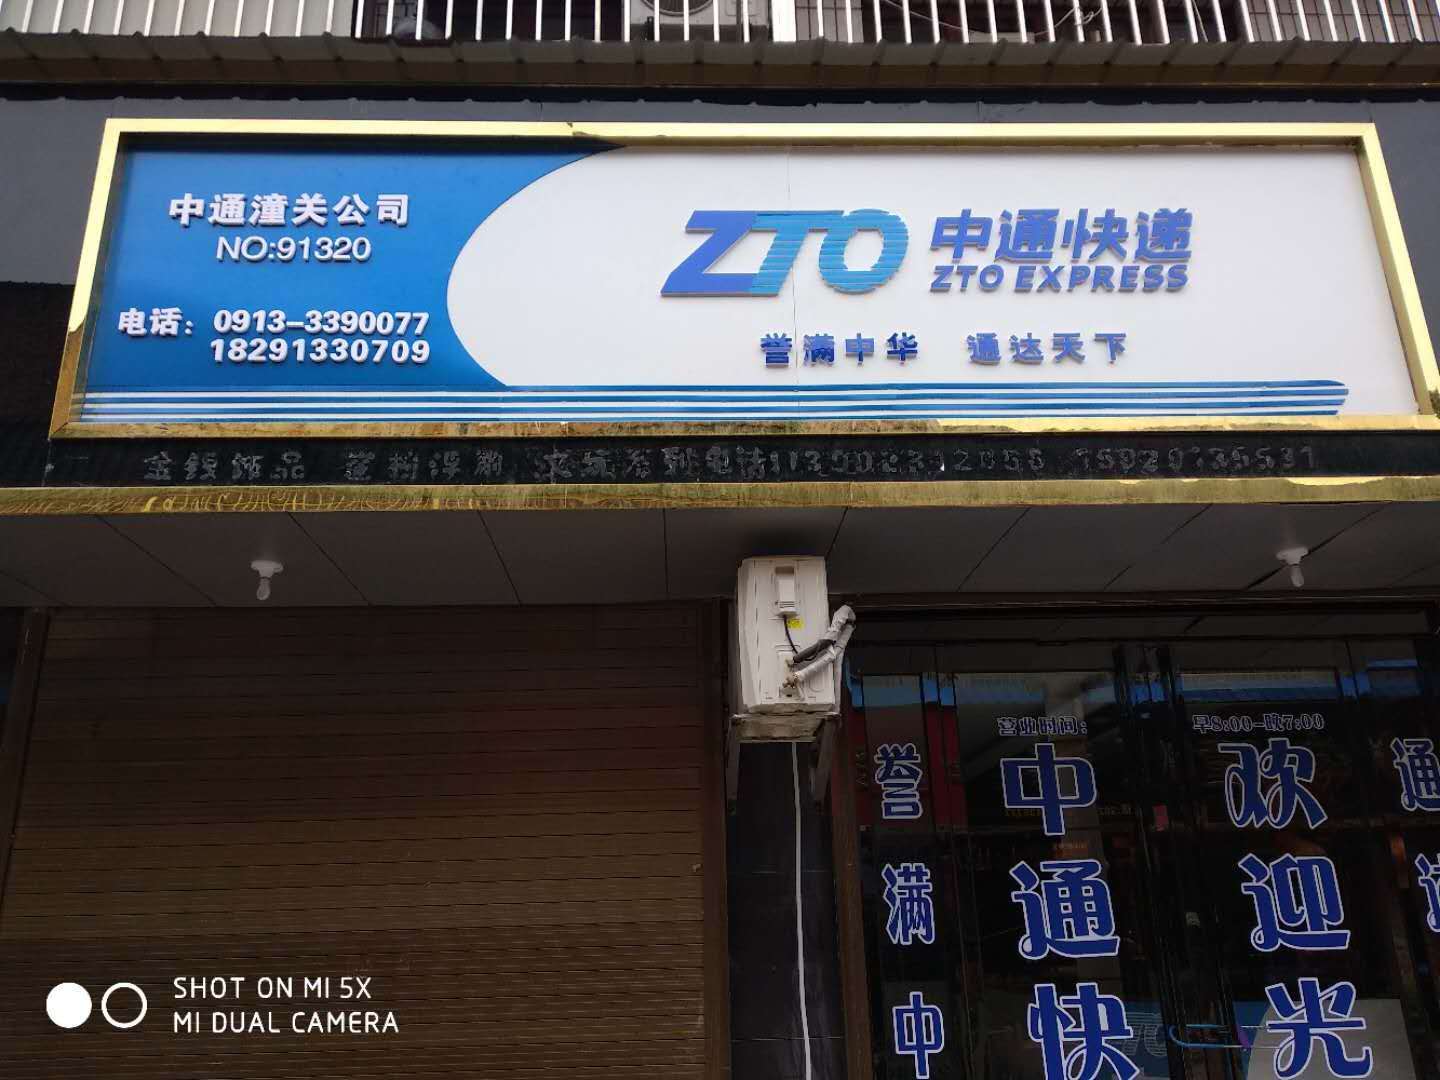 中通潼关公司
NO:91320
电话：0913-3390077
18291330709
ZTO
中通快递
ZTO EXPRESS
誉满中华 通达天下
营业时间：早8:00-晚7:00
誉满中
中通快
欢迎光
通
SHOT ON MI 5X
MI DUAL CAMERA